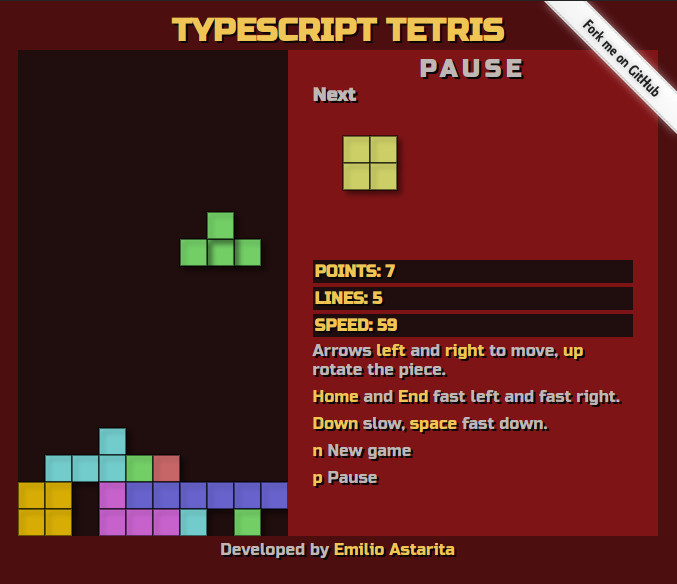 TYPESCRIPT TETRIS
Fork me on GitHub
PAUSE
Next
POINTS: 7
LINES: 5
SPEED: 59
Arrows left and right to move, up
rotate the piece.
Home and End fast left and fast right.
Down slow, space fast down.
n New game
p Pause
Developed by Emilio Astarita